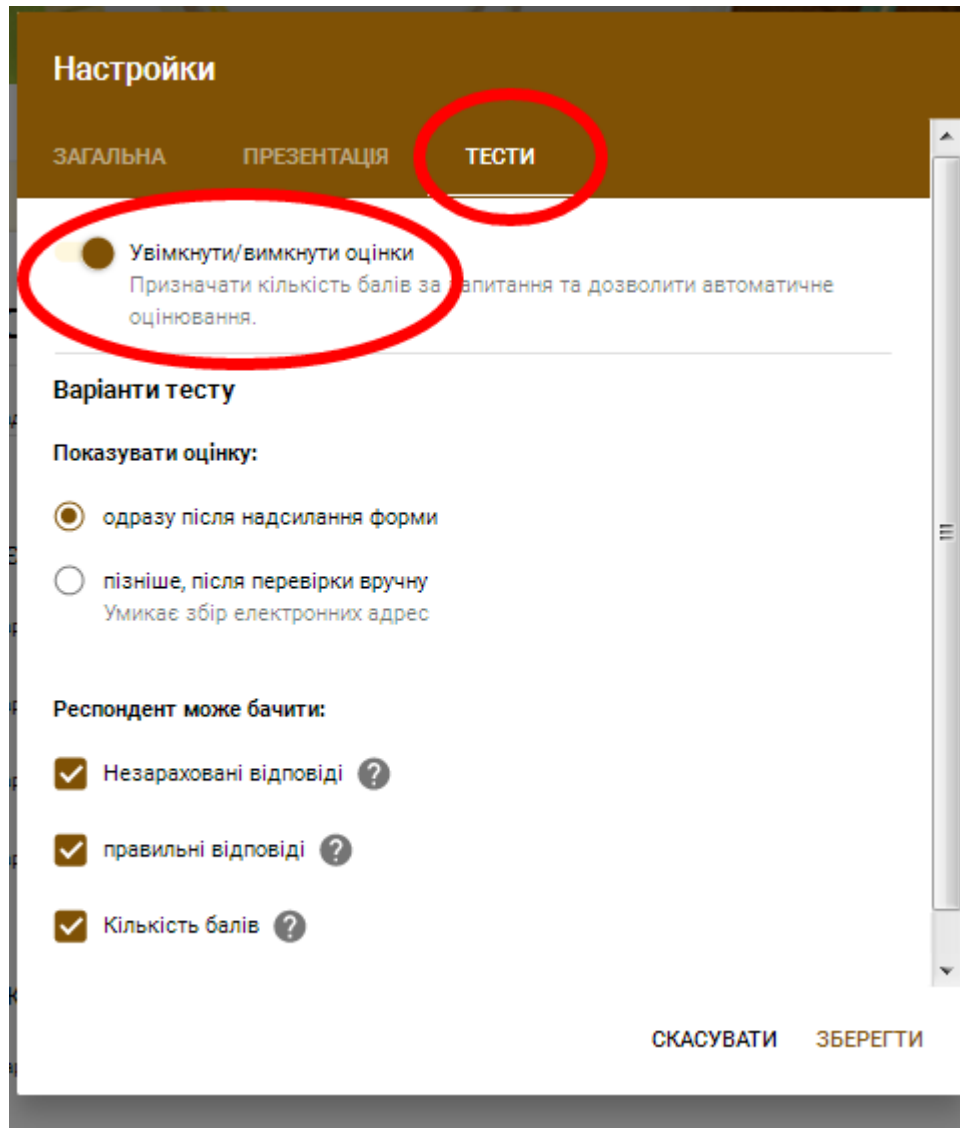 Настройки
ЗАГАЛЬНА ПРЕЗЕНТАЦІЯ ТЕСТИ
Увімкнути/вимкнути оцінки
Призначати кількість балів за запитання та дозволити автоматичне
оцінювання.
Варіанти тесту
Показувати оцінку:
одразу після надсилання форми
пізніше, після перевірки вручну
Умикає збір електронних адрес
Респондент може бачити:
Незараховані відповіді
правильні відповіді
Кількість балів
СКАСУВАТИ ЗБЕРЕГТИ